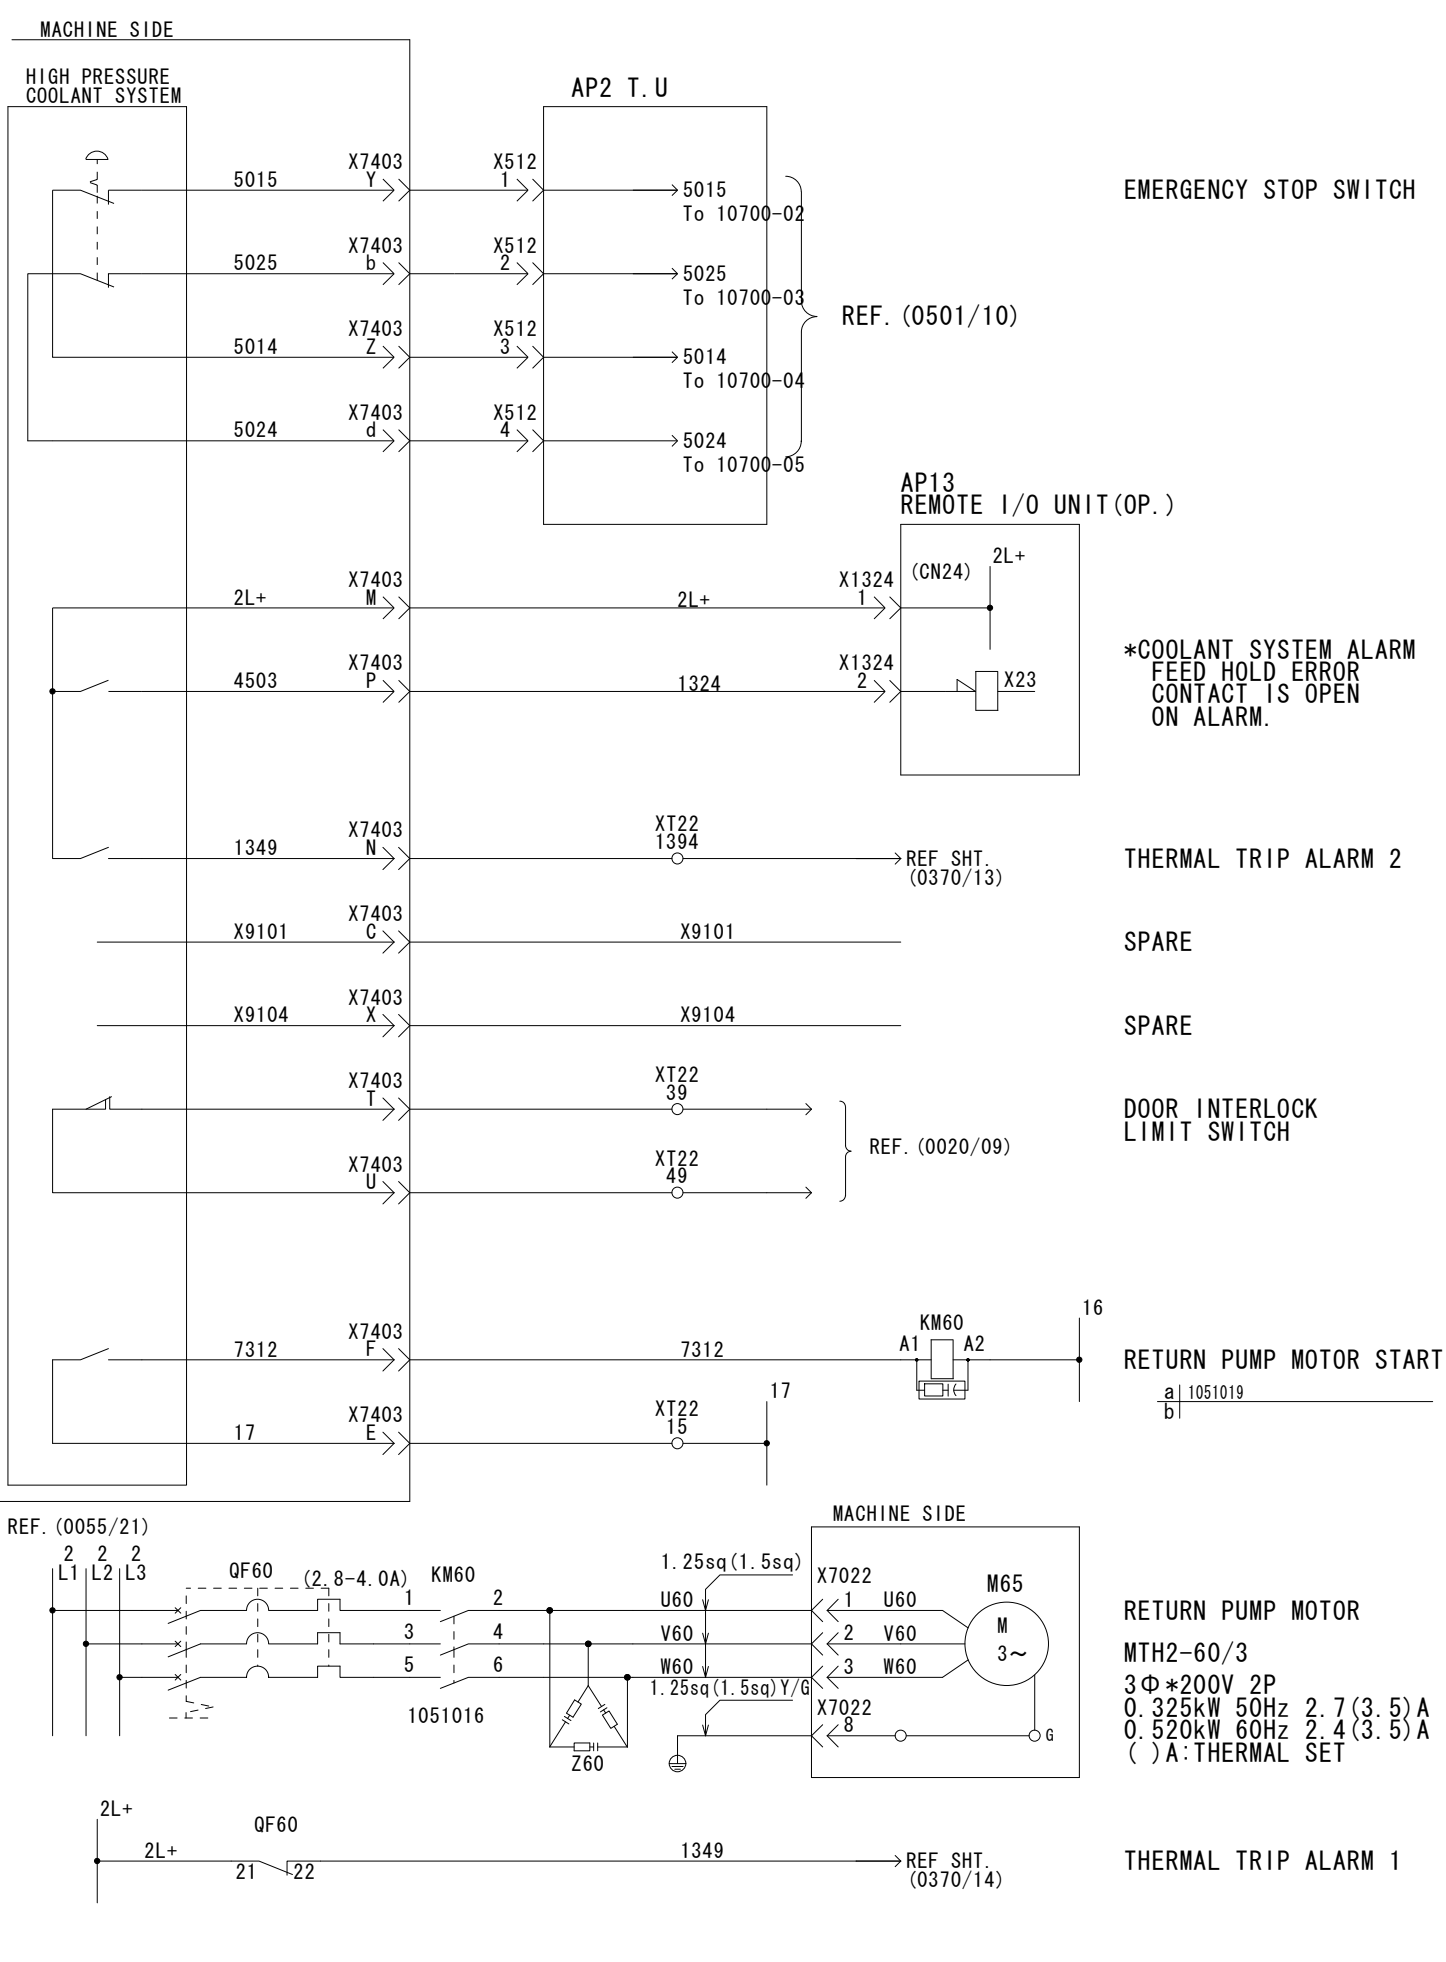 MACHINE SIDE
HIGH PRESSURE
COOLANT SYSTEM
AP2 T.U
5015
X7403
Y
X512
1
5015
To 10700-02
EMERGENCY STOP SWITCH
5025
X7403
b
X512
2
5025
To 10700-03
REF.(0501/10)
5014
X7403
Z
X512
3
5014
To 10700-04
5024
X7403
d
X512
4
5024
To 10700-05
AP13
REMOTE I/O UNIT(OP.)
2L+
X7403
M
2L+
X1324
1
(CN24)
2L+
4503
X7403
P
1324
X1324
2
X23
*COOLANT SYSTEM ALARM
FEED HOLD ERROR
CONTACT IS OPEN
ON ALARM.
1349
X7403
N
XT22
1394
REF SHT.
(0370/13)
THERMAL TRIP ALARM 2
X9101
X7403
C
X9101
SPARE
X9104
X7403
X
X9104
SPARE
X7403
T
XT22
39
DOOR INTERLOCK
LIMIT SWITCH
REF.(0020/09)
X7403
U
XT22
49
7312
X7403
F
7312
KM60
A1
A2
16
RETURN PUMP MOTOR START
a 1051019
b
17
X7403
E
XT22
15
17
REF.(0055/21)
MACHINE SIDE
2
L1
2
L2
2
L3
QF60
(2.8-4.0A)
KM60
1.25sq(1.5sq)
X7022
M65
1
2
U60
1
U60
RETURN PUMP MOTOR
3
4
V60
2
V60
M
3~
MTH2-60/3
5
6
W60
3
W60
3Φ*200V 2P
0.325kW 50Hz 2.7(3.5)A
0.520kW 60Hz 2.4(3.5)A
( )A:THERMAL SET
1.25sq(1.5sq)Y/G
1051016
X7022
8
G
Z60
2L+
2L+
QF60
21
22
1349
REF SHT.
(0370/14)
THERMAL TRIP ALARM 1